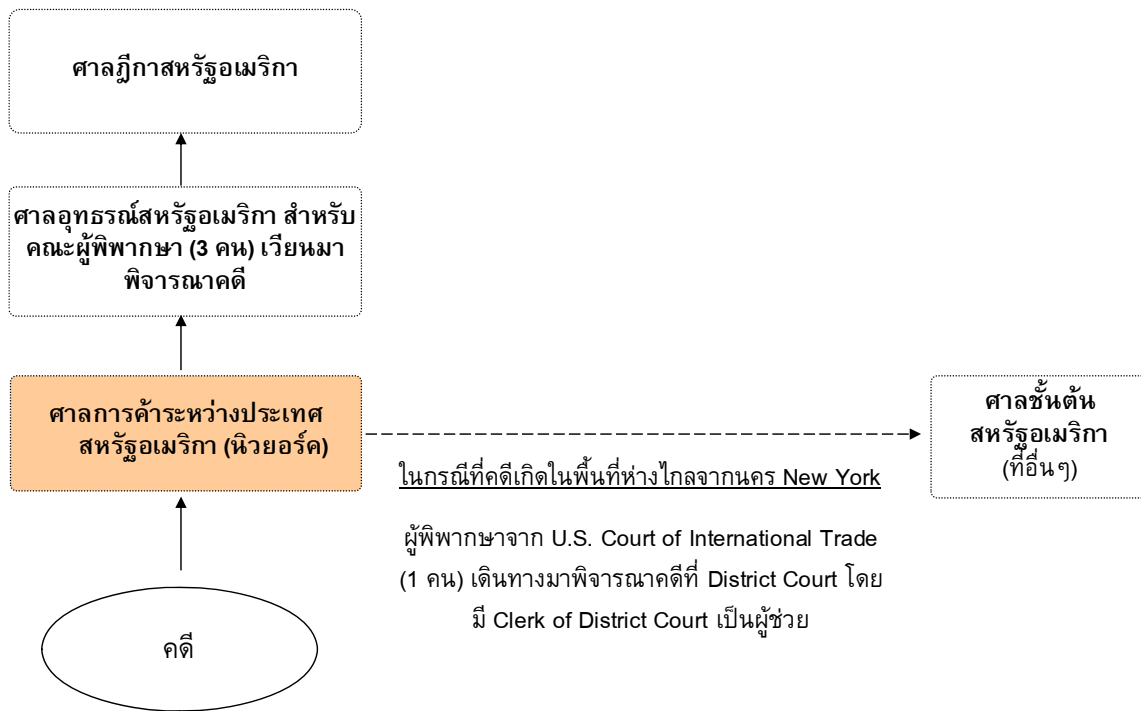 ศาลฎีกาสหรัฐอเมริกา
ศาลอุทธรณ์สหรัฐอเมริกา สำหรับ
คณะผู้พิพากษา (3 คน) เวียนมา
พิจารณาคดี
ศาลการค้าระหว่างประเทศ
สหรัฐอเมริกา (นิวยอร์ค)
ศาลชั้นต้น
สหรัฐอเมริกา
(ที่อื่นๆ)
ในกรณีที่คดีเกิดในพื้นที่ห่างไกลจากนคร New York
ผู้พิพากษาจาก U.S. Court of International Trade
(1 คน) เดินทางมาพิจารณาคดีที่ District Court โดย
มี Clerk of District Court เป็นผู้ช่วย
คดี